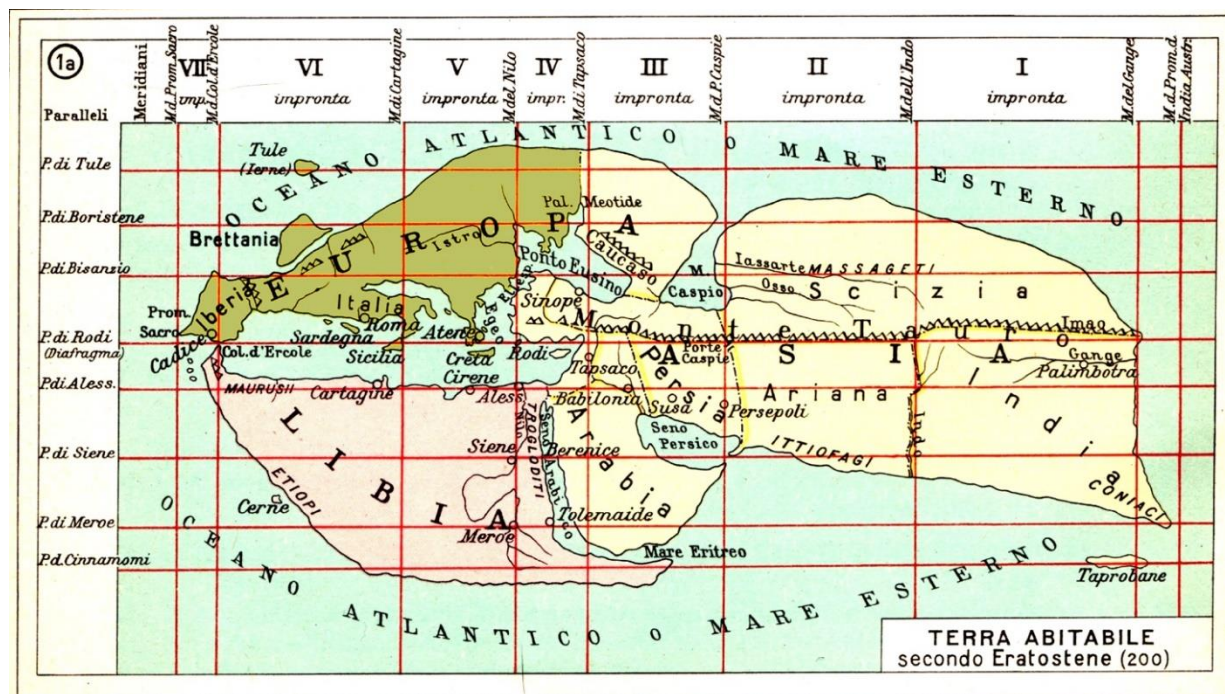 1a
Meridiani
M.d.Prom.Sacro
VII
imp.
M.d.Col.d'Ercole
VI
impronta
M.di Cartagine
V
impronta
M.del Nilo
IV
impr.
M.di Tapsaco
III
impronta
M.d.P.Caspie
II
impronta
M.dell'Indo
I
impronta
M.del Gange
M.d.Prom.d.
India Austr.
Paralleli
OCEANO ATLANTICO O MARE ESTERNO
P.di Tule
Tule
(Ierne)
P.di Boristene
Pal. Meotide
Brettania
EUROPA
Istro
Caucaso
P.di Bisanzio
Ponto Eusino
M.
Caspio
Iassarte
MASSAGETI
Osso
Scizia
Iberia
Italia
Ellesp.
Egeo
Sinope
Prom.
Sacro
Roma
Atene
Monte Tauro
Imao
P.di Rodi
(Diafragma)
Cadice
Sardegna
Col.d'Ercole
Sicilia
Creta
Rodi
Porte
Caspie
ASIA
Gange
Palimbotra
Cirene
Tapsaco
Persia
P.di Aless.
MAURUSII
Cartagine
Aless.
Babilonia
Susa
Persepoli
Ariana
India
Indo
LIBIA
Nilo
TROGLODITI
Seno Arabico
Arabia
Seno
Persico
P.di Siene
Siene
Berenice
ITTIOFAGI
ETIOPI
Cerne
CONIACI
P.di Meroe
Meroe
Tolemaide
Mare Eritreo
P.d.Cinnamomi
Taprobane
OCEANO ATLANTICO O MARE ESTERNO
TERRA ABITABILE
secondo Eratostene (200)